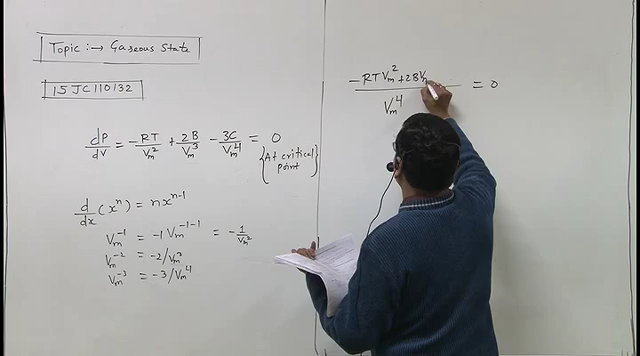 Topic :→ Gaseous State
15JC110132
dP/dV = -RT/Vm² + 2B/Vm³ - 3C/Vm⁴ = 0
{At critical point}
d/dx (xⁿ) = nxⁿ⁻¹
Vm⁻¹ = -1 Vm⁻¹⁻¹ = -1/Vm²
Vm⁻² = -2/Vm³
Vm⁻³ = -3/Vm⁴
-RTVm² + 2BVm
Vm⁴
= 0